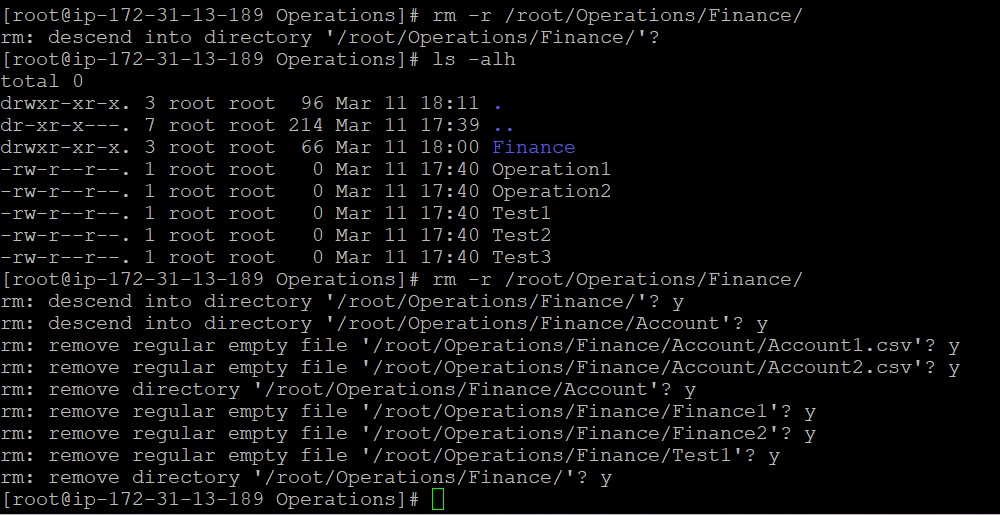 [root@ip-172-31-13-189 Operations]# rm -r /root/Operations/Finance/
rm: descend into directory '/root/Operations/Finance/'?
[root@ip-172-31-13-189 Operations]# ls -alh
total 0
drwxr-xr-x. 3 root root  96 Mar 11 18:11 .
dr-xr-x---. 7 root root 214 Mar 11 17:39 ..
drwxr-xr-x. 3 root root  66 Mar 11 18:00 Finance
-rw-r--r--. 1 root root   0 Mar 11 17:40 Operation1
-rw-r--r--. 1 root root   0 Mar 11 17:40 Operation2
-rw-r--r--. 1 root root   0 Mar 11 17:40 Test1
-rw-r--r--. 1 root root   0 Mar 11 17:40 Test2
-rw-r--r--. 1 root root   0 Mar 11 17:40 Test3
[root@ip-172-31-13-189 Operations]# rm -r /root/Operations/Finance/
rm: descend into directory '/root/Operations/Finance/'? y
rm: descend into directory '/root/Operations/Finance/Account'? y
rm: remove regular empty file '/root/Operations/Finance/Account/Account1.csv'? y
rm: remove regular empty file '/root/Operations/Finance/Account/Account2.csv'? y
rm: remove directory '/root/Operations/Finance/Account'? y
rm: remove regular empty file '/root/Operations/Finance/Finance1'? y
rm: remove regular empty file '/root/Operations/Finance/Finance2'? y
rm: remove regular empty file '/root/Operations/Finance/Test1'? y
rm: remove directory '/root/Operations/Finance/'? y
[root@ip-172-31-13-189 Operations]#